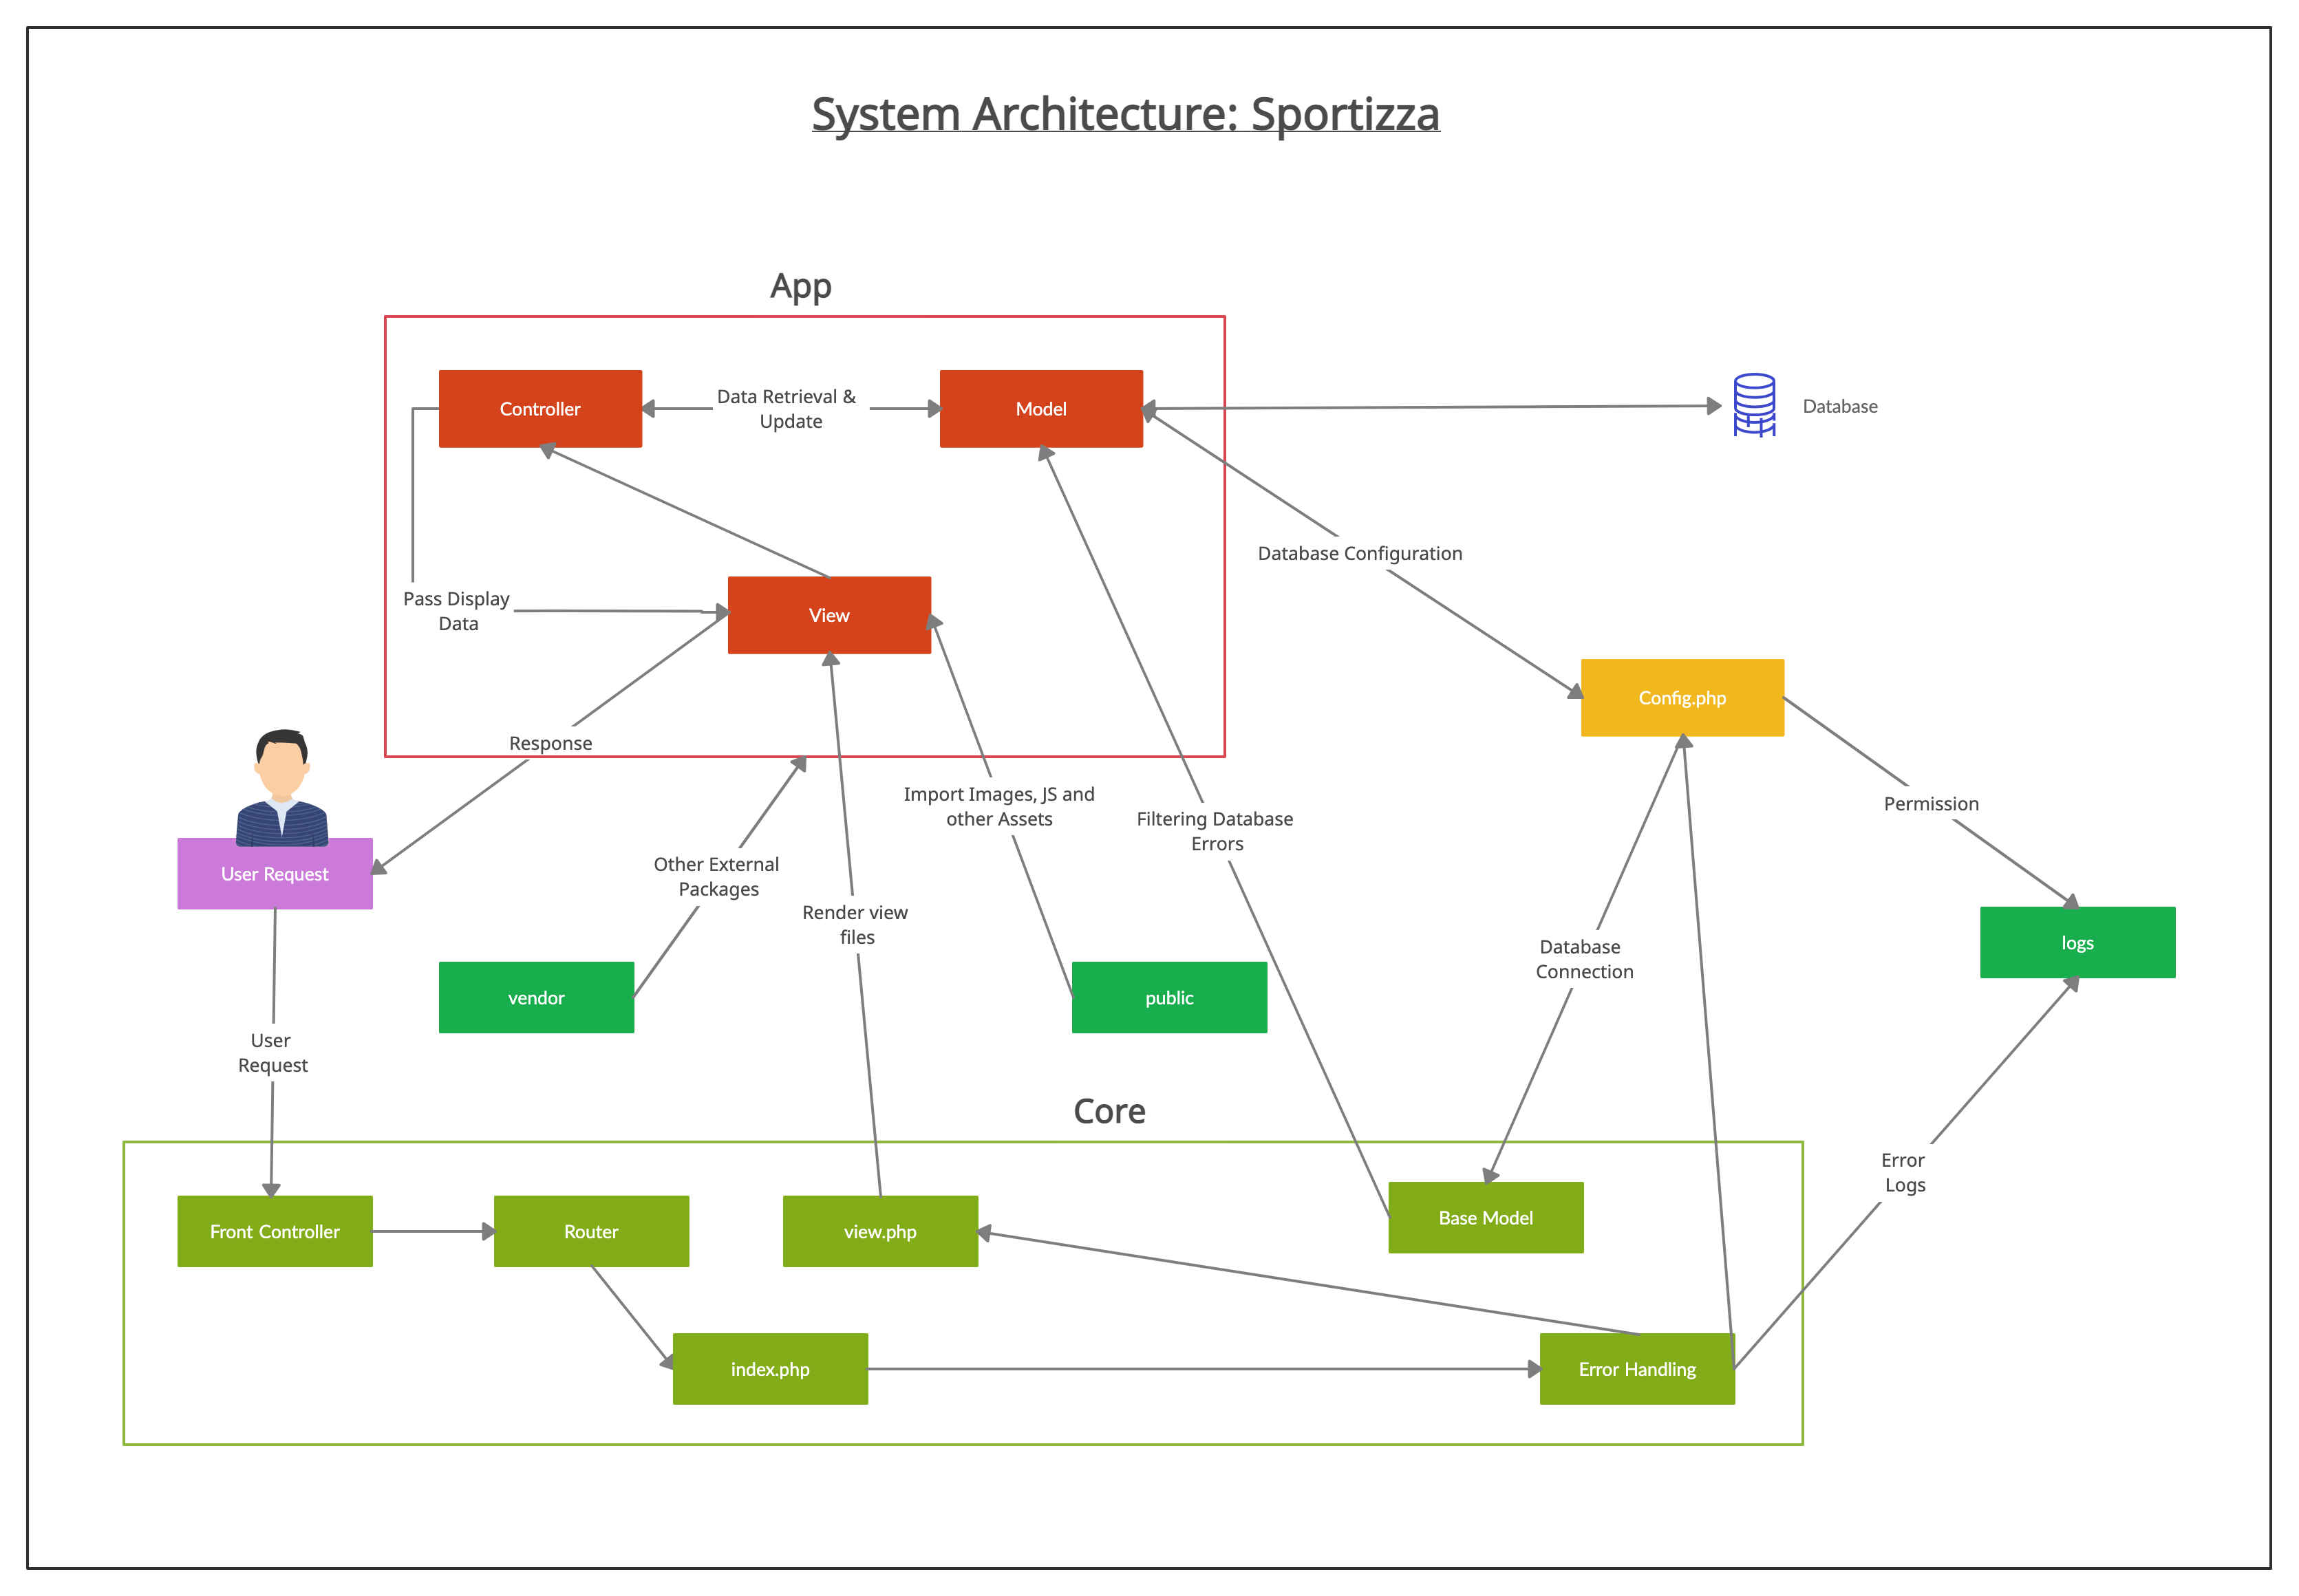 System Architecture: Sportizza
App
Controller
Data Retrieval &
Update
Model
Database
Database Configuration
Pass Display
Data
View
Config.php
Response
Import Images, JS and
other Assets
Permission
Filtering Database
Errors
User Request
Other External
Packages
Render view
files
Database
Connection
logs
vendor
public
User
Request
Core
Error
Logs
Front Controller
Router
view.php
Base Model
index.php
Error Handling